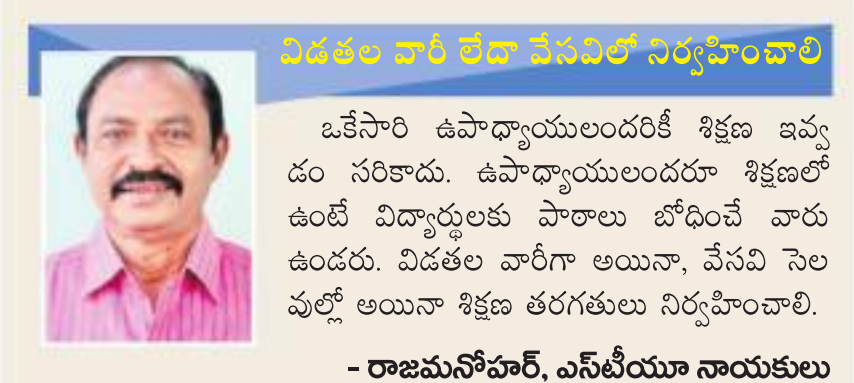 విడతల వారీ లేదా వేసవిలో నిర్వహించాలి
ఒకేసారి ఉపాధ్యాయులందరికీ శిక్షణ ఇవ్వ
డం సరికాదు. ఉపాధ్యాయులందరూ శిక్షణలో
ఉంటే విద్యార్థులకు పాఠాలు బోధించే వారు
ఉండరు. విడతల వారీగా అయినా, వేసవి సెల
వుల్లో అయినా శిక్షణ తరగతులు నిర్వహించాలి.
- రాజమనోహర్, ఎస్‌టీయూ నాయకులు